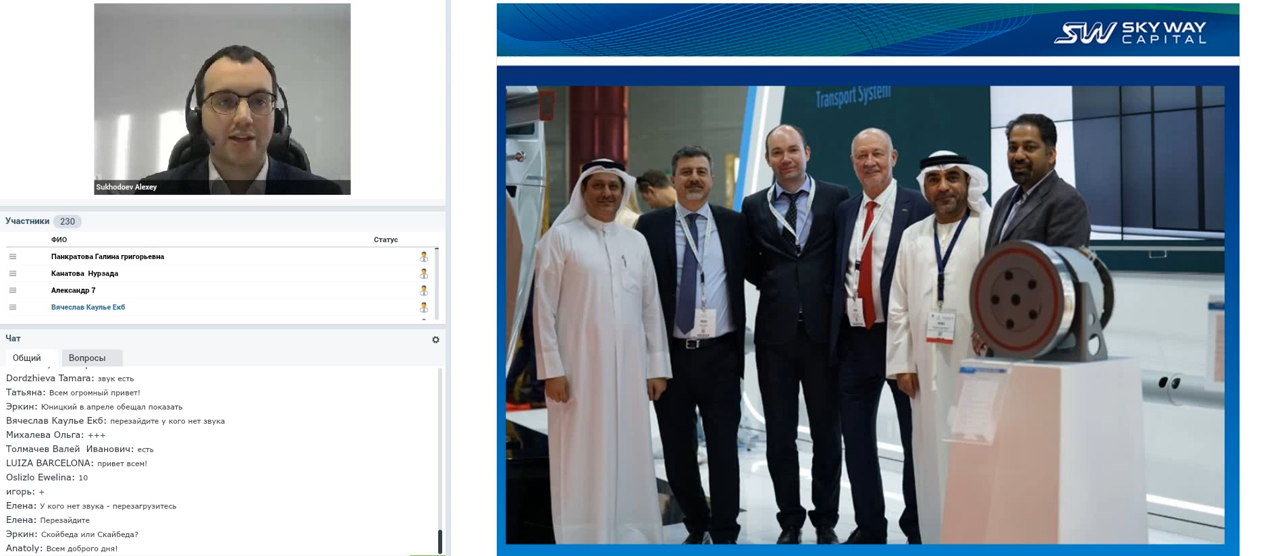 Sukhodoev Alexey
Участники 230
ФИО Статус
Панкратова Галина григорьевна
Канатова Нурзада
Александр 7
Вячеслав Каулье Екб
Чат
Общий Вопросы
Dordzhieva Tamara: звук есть
Татьяна: Всем огромный привет!
Эркин: Юницкий в апреле обещал показать
Вячеслав Каулье Екб: перезайдите у кого нет звука
Михалева Ольга: +++
Толмачев Валей Иванович: есть
LUIZA BARCELONA: привет всем!
Oslizlo Ewelina: 10
игорь: +
Елена: У кого нет звука - перезагрузитесь
Елена: Перезайдите
Эркин: Скойбеда или Скайбеда?
Anatoly: Всем доброго дня!
SW SKY WAY
CAPITAL
Transport System